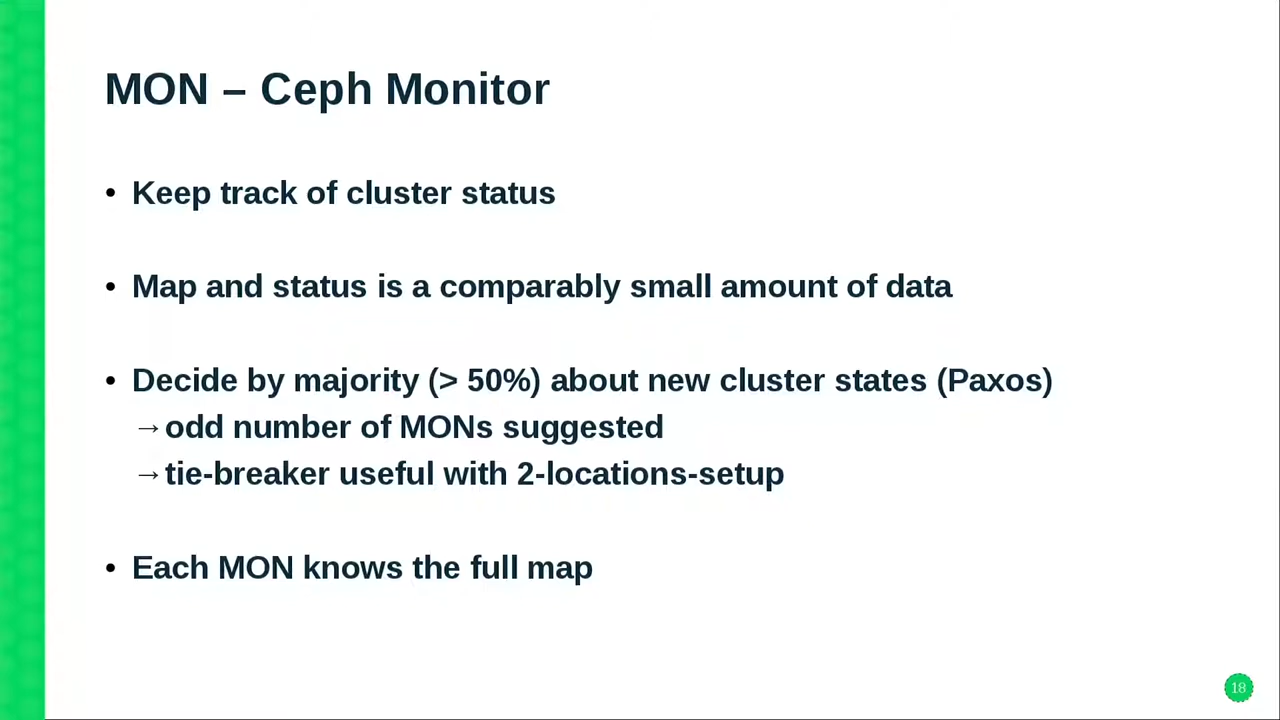 MON – Ceph Monitor
• Keep track of cluster status
• Map and status is a comparably small amount of data
• Decide by majority (> 50%) about new cluster states (Paxos)
→odd number of MONs suggested
→tie-breaker useful with 2-locations-setup
• Each MON knows the full map
18